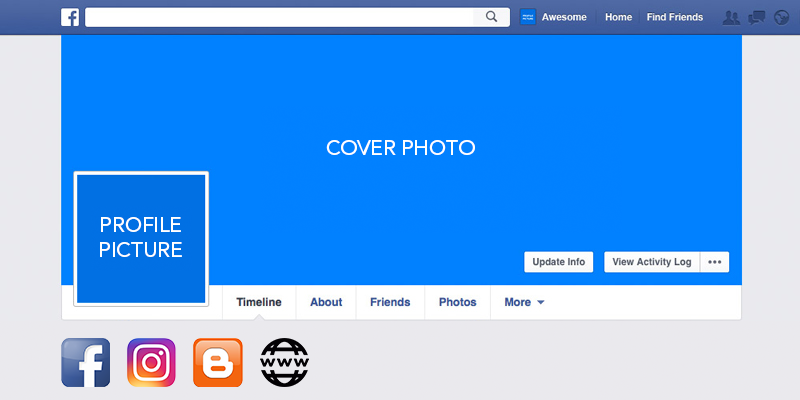 Awesome
Home
Find Friends
COVER PHOTO
PROFILE
PICTURE
Update Info
View Activity Log
Timeline
About
Friends
Photos
More
www